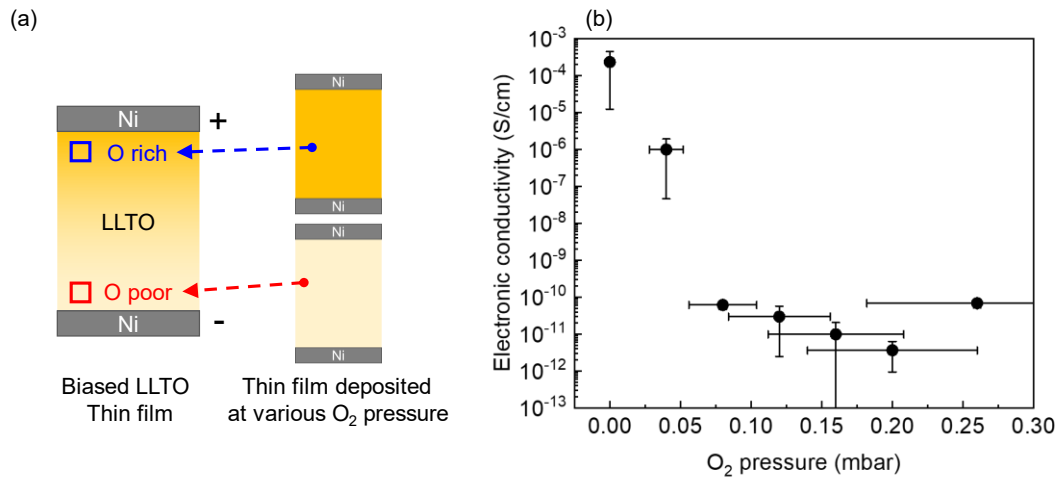 (a)
Ni
+
O rich
LLTO
O poor
Ni
-
Biased LLTO
Thin film
Ni
Ni
Ni
Ni
Thin film deposited
at various O₂ pressure
(b)
Electronic conductivity (S/cm)
10⁻³
10⁻⁴
10⁻⁵
10⁻⁶
10⁻⁷
10⁻⁸
10⁻⁹
10⁻¹⁰
10⁻¹¹
10⁻¹²
10⁻¹³
0.00 0.05 0.10 0.15 0.20 0.25 0.30
O₂ pressure (mbar)